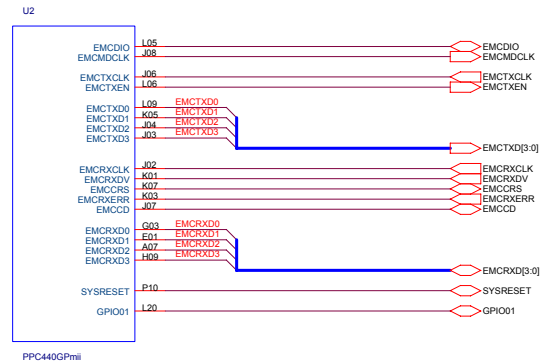 U2
EMCDIO L05 EMCDIO
EMCMDCLK J08 EMCMDCLK
EMCTXCLK J06 EMCTXCLK
EMCTXEN L06 EMCTXEN
EMCTXD0 L09 EMCTXD0
EMCTXD1 K05 EMCTXD1
EMCTXD2 J04 EMCTXD2
EMCTXD3 J03 EMCTXD3
EMCTXD[3:0]
EMCRXCLK J02 EMCRXCLK
EMCRXDV K01 EMCRXDV
EMCCRS K07 EMCCRS
EMCRXERR K03 EMCRXERR
EMCCD J07 EMCCD
EMCRXD0 G03 EMCRXD0
EMCRXD1 E01 EMCRXD1
EMCRXD2 A07 EMCRXD2
EMCRXD3 H09 EMCRXD3
EMCRXD[3:0]
SYSRESET P10 SYSRESET
GPIO01 L20 GPIO01
PPC440GPmii